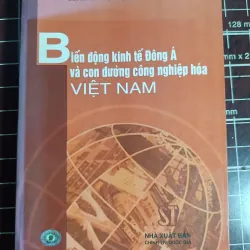 Biến động kinh tế Đông Á
và con đường công nghiệp hóa
VIỆT NAM
NHÀ XUẤT BẢN
CHÍNH TRỊ QUỐC GIA
128 m